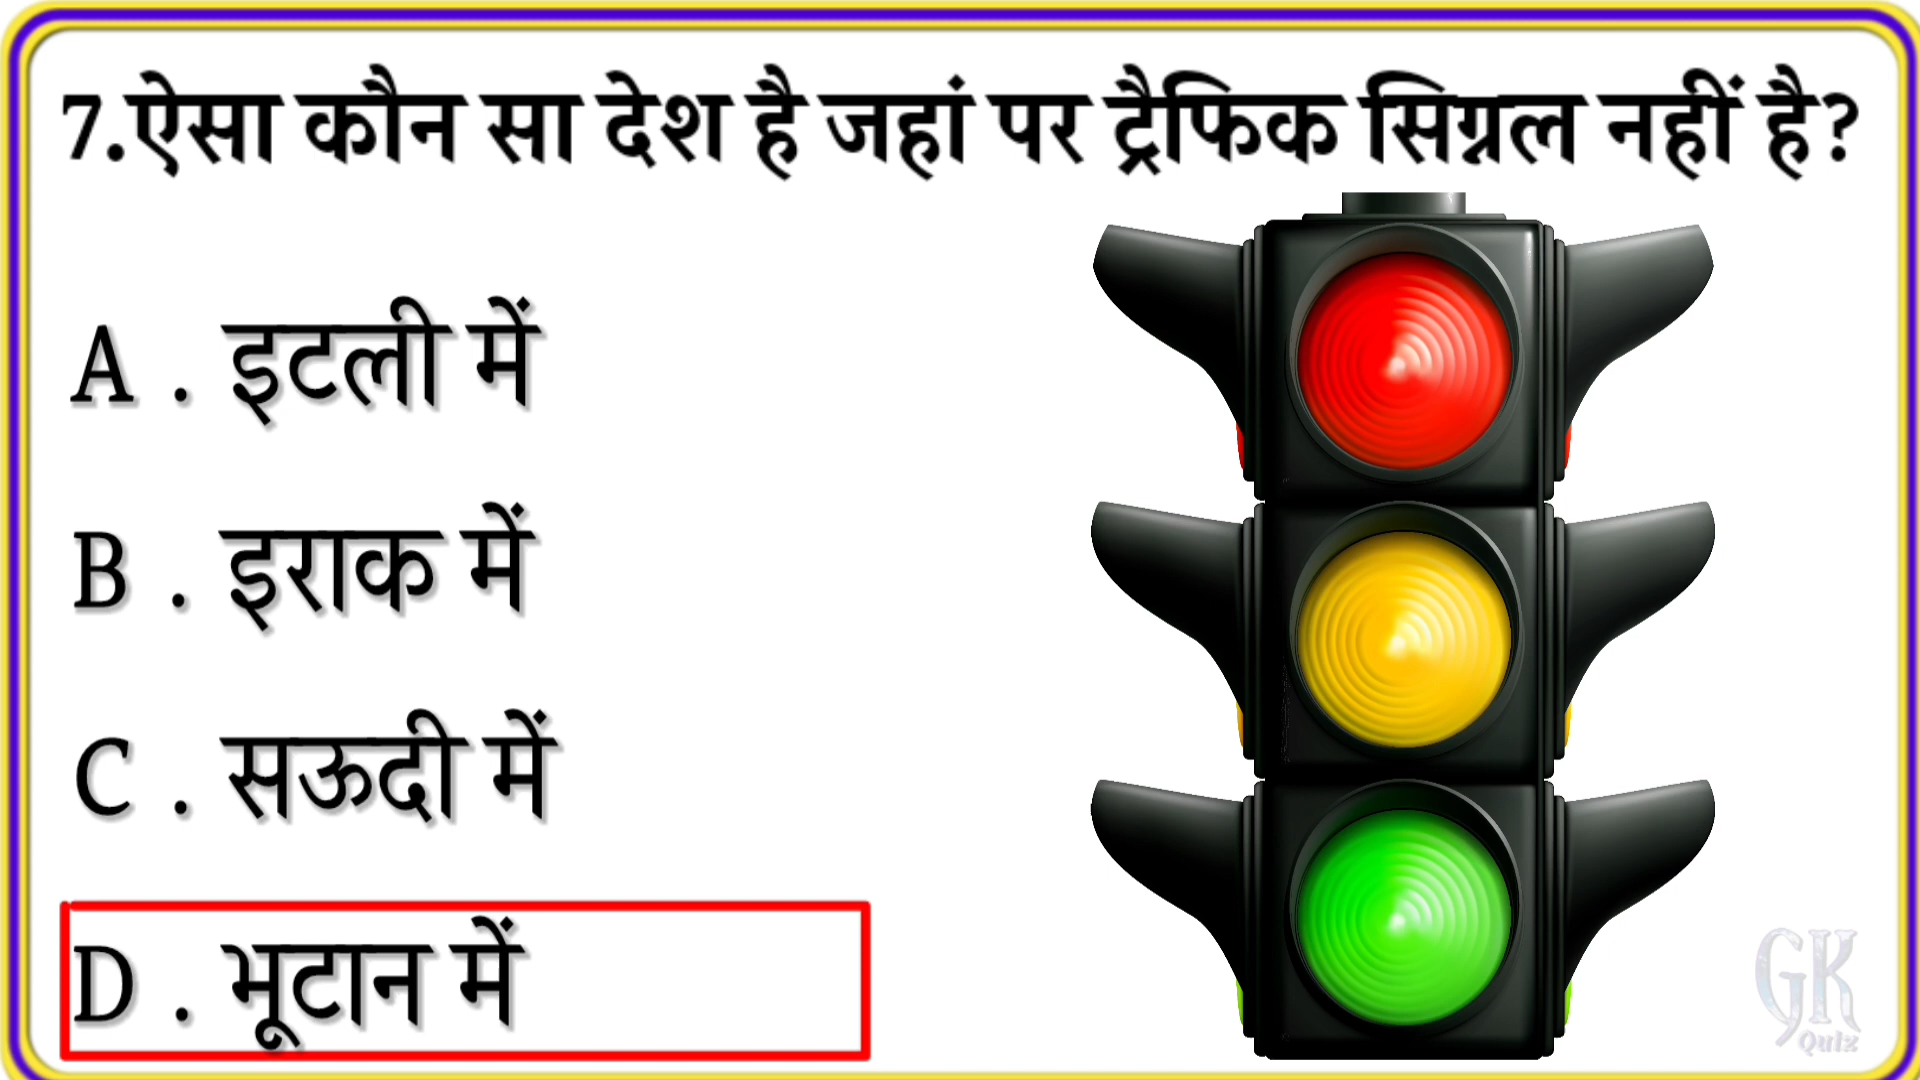 7.ऐसा कौन सा देश है जहां पर ट्रैफिक सिग्नल नहीं है?
A . इटली में
B . इराक में
C . सऊदी में
D . भूटान में
GK
Quiz